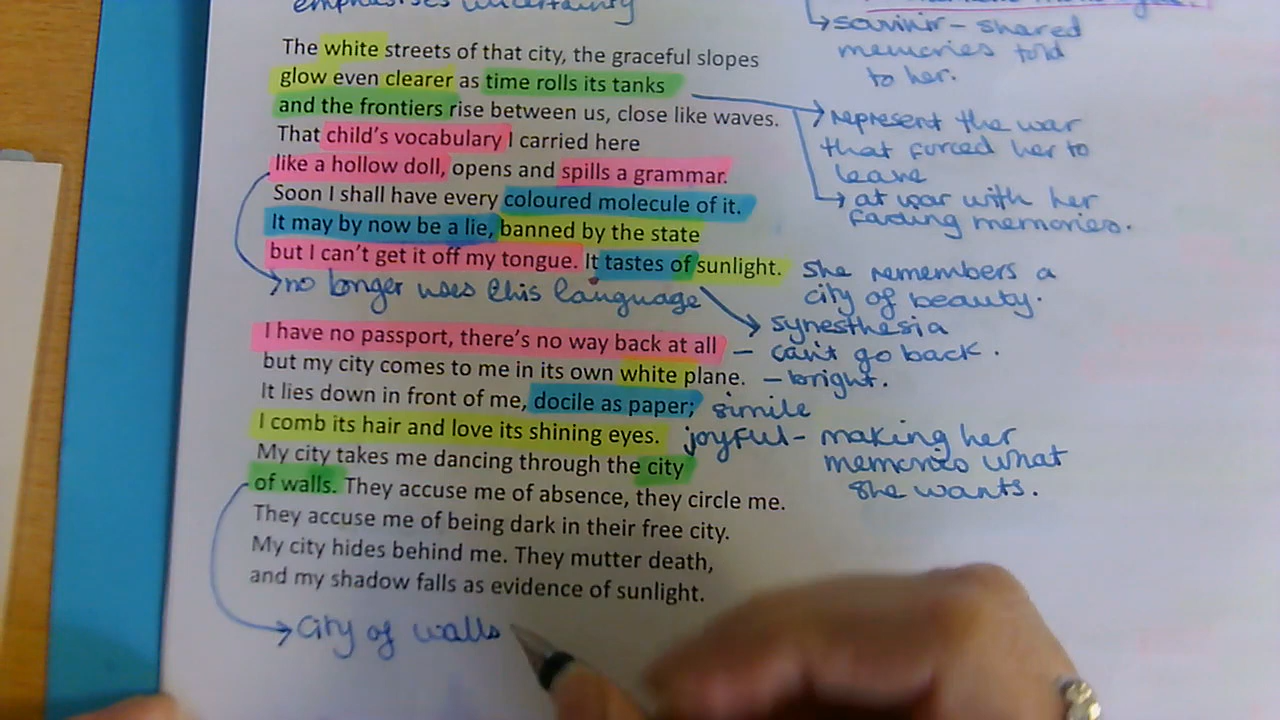 emphasises uncertainty
souvinir - shared
memories told
to her.
The white streets of that city, the graceful slopes
glow even clearer as time rolls its tanks
and the frontiers rise between us, close like waves.
That child's vocabulary I carried here
like a hollow doll, opens and spills a grammar.
Soon I shall have every coloured molecule of it.
It may by now be a lie, banned by the state
but I can't get it off my tongue. It tastes of sunlight.
represent the war
that forced her to
leave
at war with her
fading memories.
no longer uses this language
She remembers a
city of beauty.
synesthesia
I have no passport, there's no way back at all
- can't go back.
but my city comes to me in its own white plane.
- bright.
It lies down in front of me, docile as paper;
simile
I comb its hair and love its shining eyes.
joyful - making her
memories what
she wants.
My city takes me dancing through the city
of walls. They accuse me of absence, they circle me.
They accuse me of being dark in their free city.
My city hides behind me. They mutter death,
and my shadow falls as evidence of sunlight.
City of walls